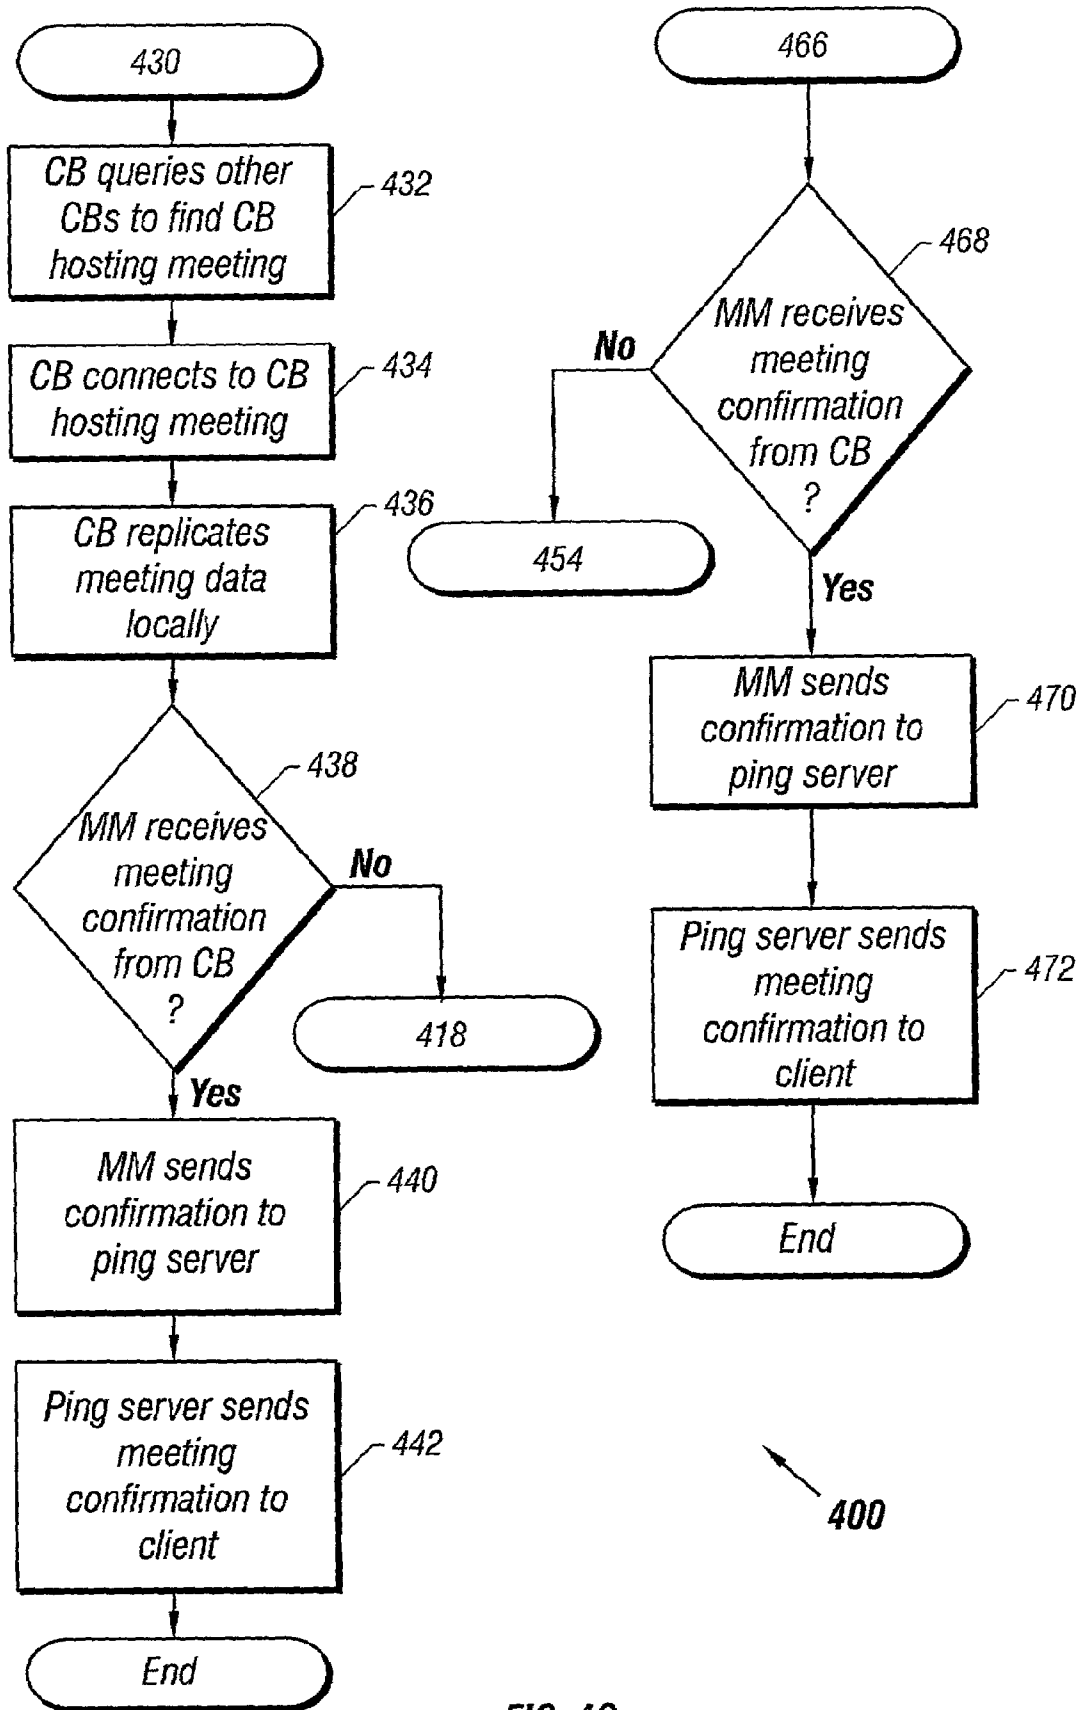 430
CB queries other
CBs to find CB
hosting meeting
432
CB connects to CB
hosting meeting
434
CB replicates
meeting data
locally
436
MM receives
meeting
confirmation
from CB
?
438
No
418
Yes
MM sends
confirmation to
ping server
440
Ping server sends
meeting
confirmation to
client
442
End
466
MM receives
meeting
confirmation
from CB
?
468
No
454
Yes
MM sends
confirmation to
ping server
470
Ping server sends
meeting
confirmation to
client
472
End
400